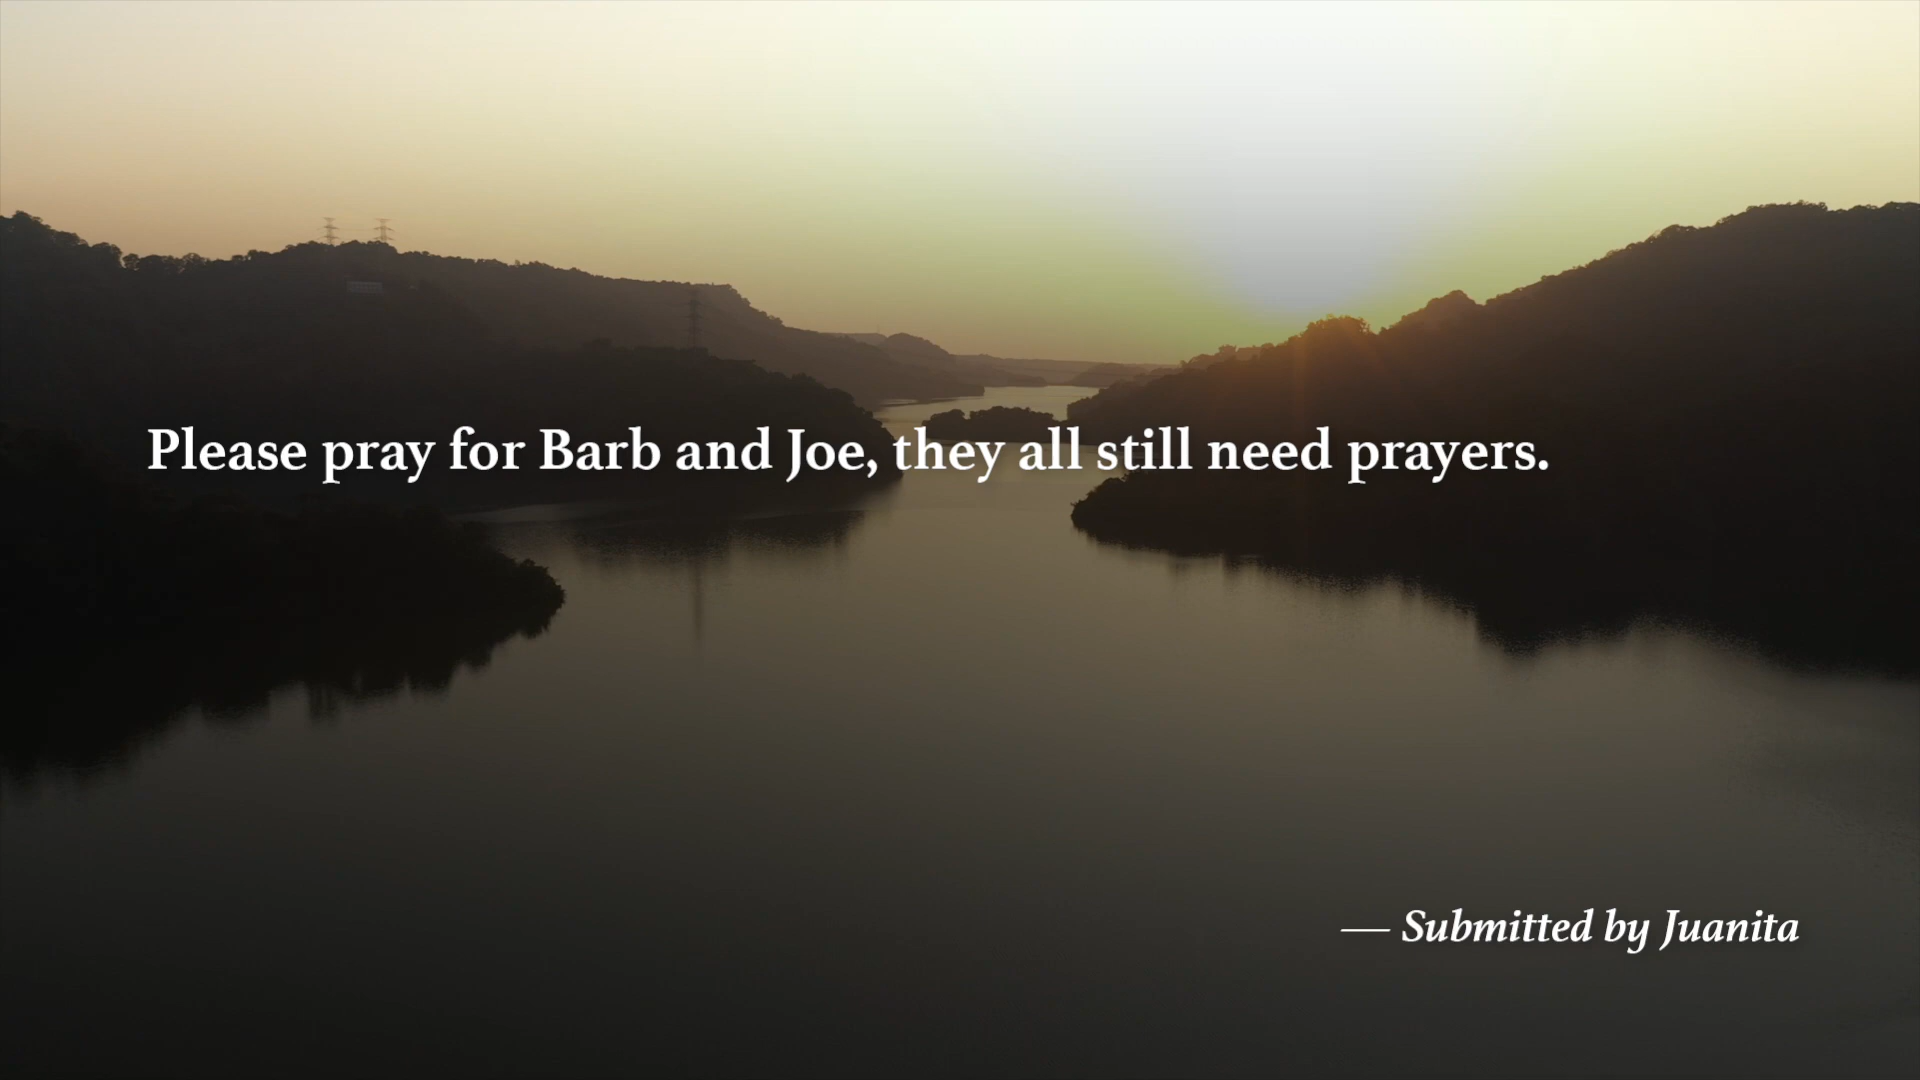 Please pray for Barb and Joe, they all still need prayers.
— Submitted by Juanita